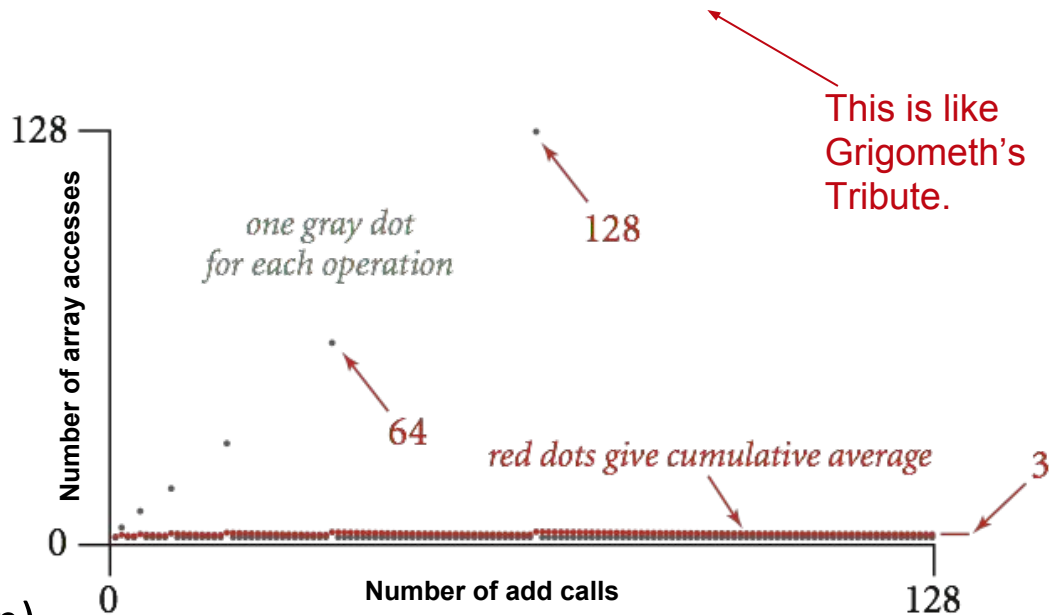 This is like
Grigometh's
Tribute.
128
Number of array accesses
one gray dot
for each operation
128
64
red dots give cumulative average
3
0
0
Number of add calls
128